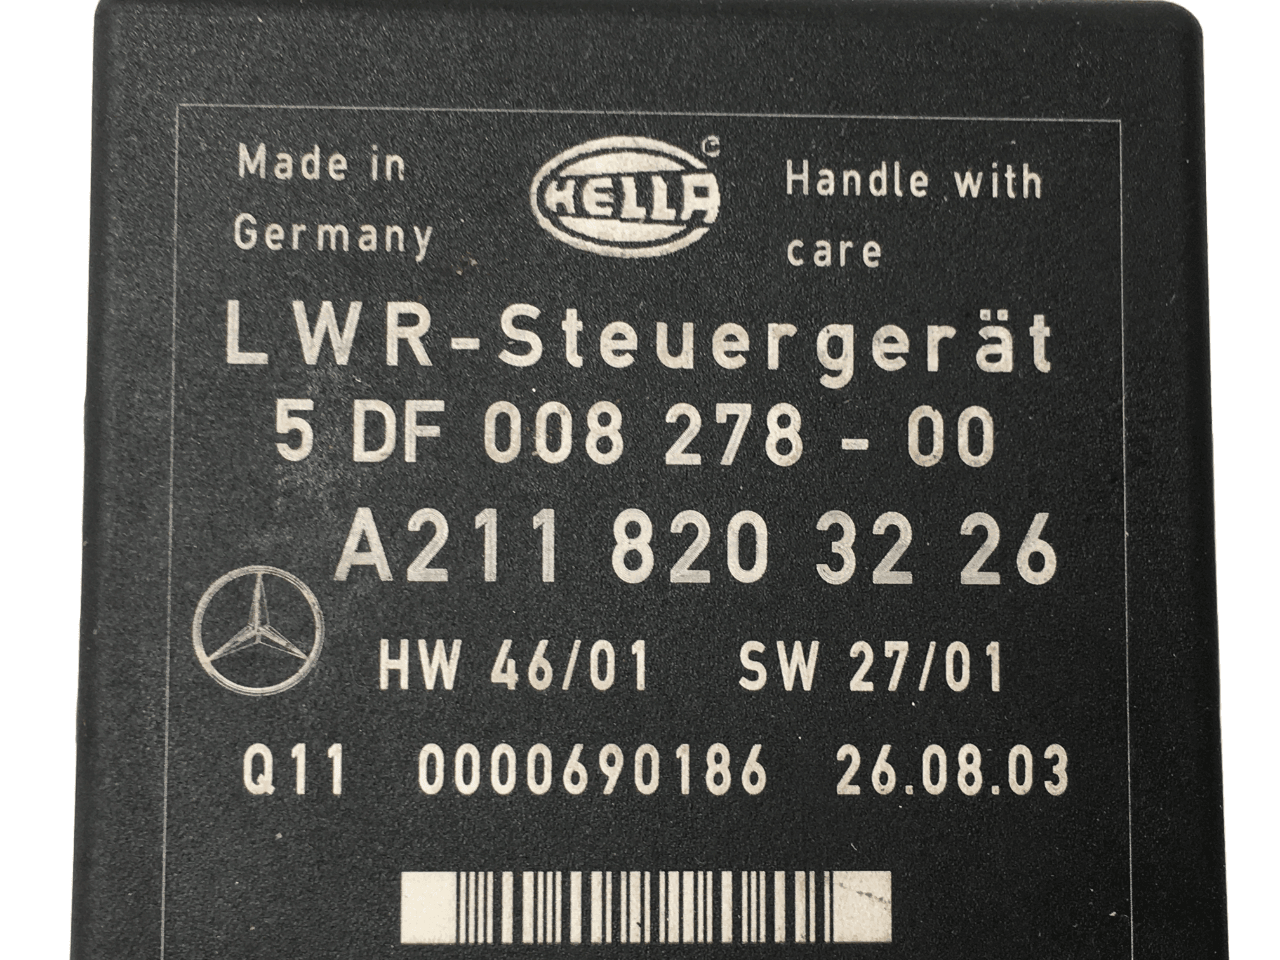 Made in
Germany
HELLA
Handle with
care
LWR-Steuergerät
5 DF 008 278 - 00
A211 820 32 26
HW 46/01 SW 27/01
Q11 0000690186 26.08.03